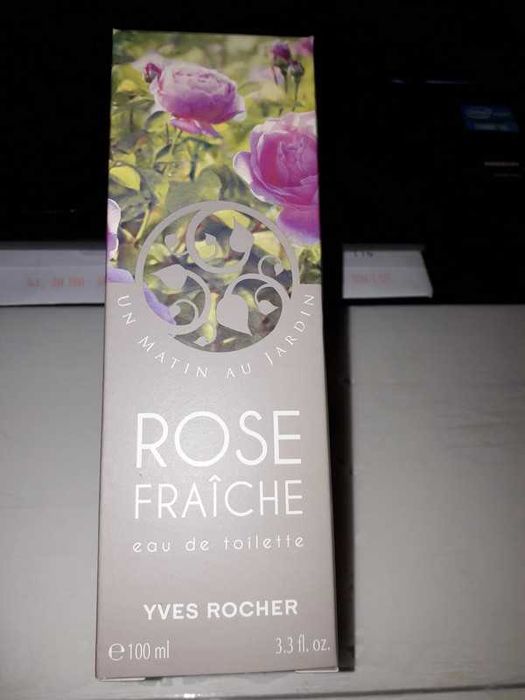 UN MATIN AU JARDIN
ROSE
FRAÎCHE
eau de toilette
YVES ROCHER
e 100 ml 3.3 fl. oz.